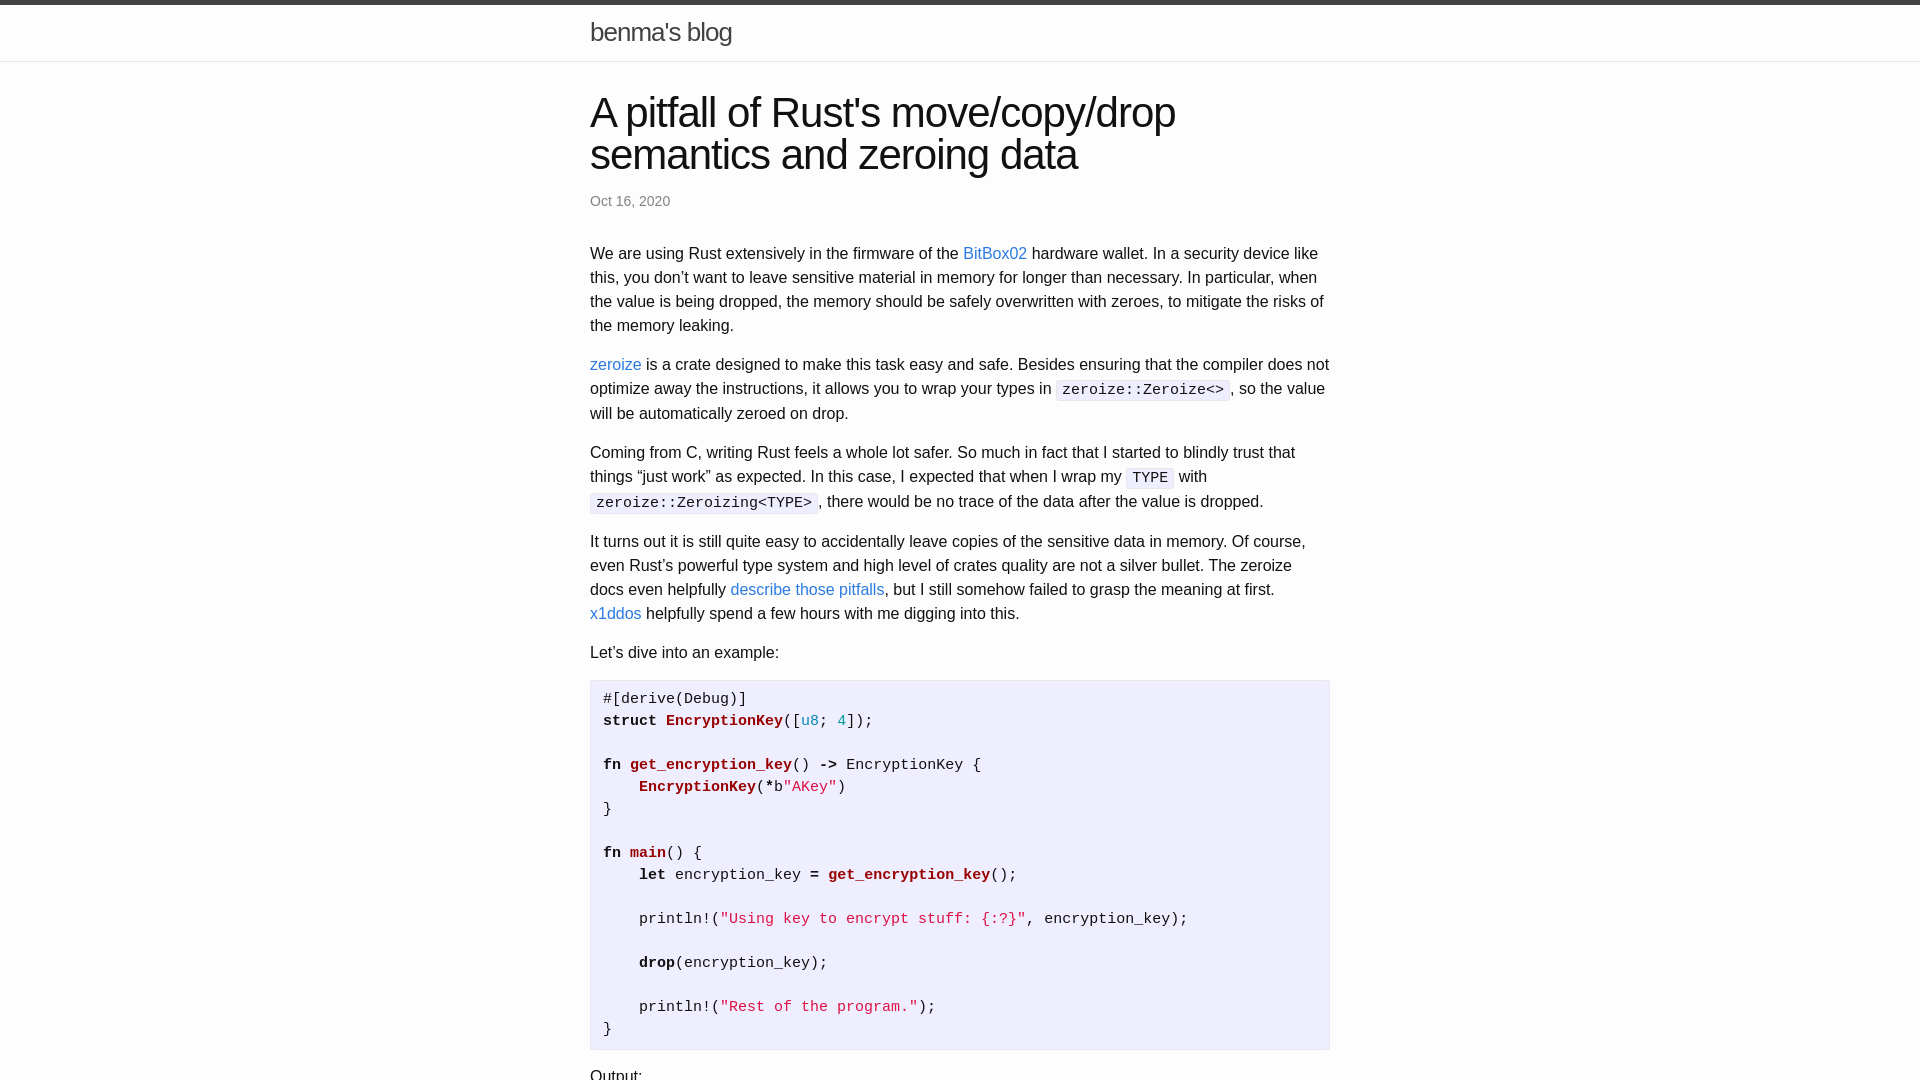 benma's blog
A pitfall of Rust's move/copy/drop
semantics and zeroing data
Oct 16, 2020
We are using Rust extensively in the firmware of the BitBox02 hardware wallet. In a security device like
this, you don’t want to leave sensitive material in memory for longer than necessary. In particular, when
the value is being dropped, the memory should be safely overwritten with zeroes, to mitigate the risks of
the memory leaking.
zeroize is a crate designed to make this task easy and safe. Besides ensuring that the compiler does not
optimize away the instructions, it allows you to wrap your types in zeroize::Zeroize<>, so the value
will be automatically zeroed on drop.
Coming from C, writing Rust feels a whole lot safer. So much in fact that I started to blindly trust that
things “just work” as expected. In this case, I expected that when I wrap my TYPE with
zeroize::Zeroizing<TYPE>, there would be no trace of the data after the value is dropped.
It turns out it is still quite easy to accidentally leave copies of the sensitive data in memory. Of course,
even Rust’s powerful type system and high level of crates quality are not a silver bullet. The zeroize
docs even helpfully describe those pitfalls, but I still somehow failed to grasp the meaning at first.
x1ddos helpfully spend a few hours with me digging into this.
Let’s dive into an example:
#[derive(Debug)]
struct EncryptionKey([u8; 4]);
fn get_encryption_key() -> EncryptionKey {
    EncryptionKey(*b"AKey")
}
fn main() {
    let encryption_key = get_encryption_key();
    println!("Using key to encrypt stuff: {:?}", encryption_key);
    drop(encryption_key);
    println!("Rest of the program.");
}
Output: